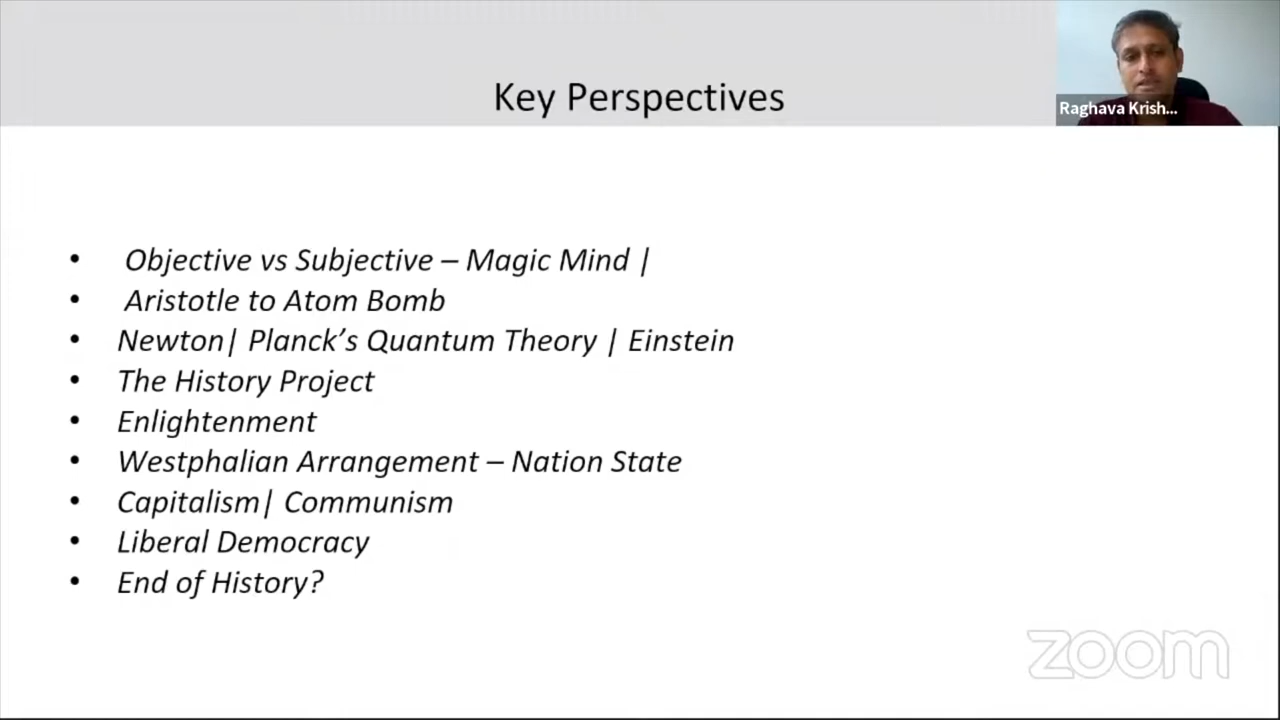 Key Perspectives
Raghava Krish...
• Objective vs Subjective – Magic Mind |
• Aristotle to Atom Bomb
• Newton| Planck’s Quantum Theory | Einstein
• The History Project
• Enlightenment
• Westphalian Arrangement – Nation State
• Capitalism| Communism
• Liberal Democracy
• End of History?
zoom